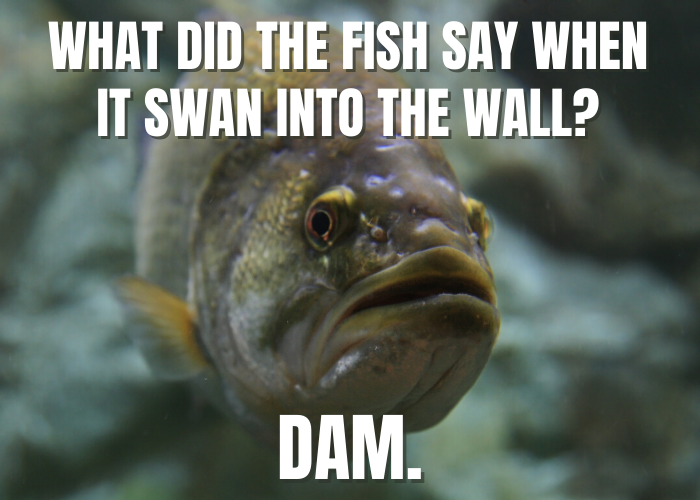 WHAT DID THE FISH SAY WHEN
IT SWAN INTO THE WALL?
DAM.